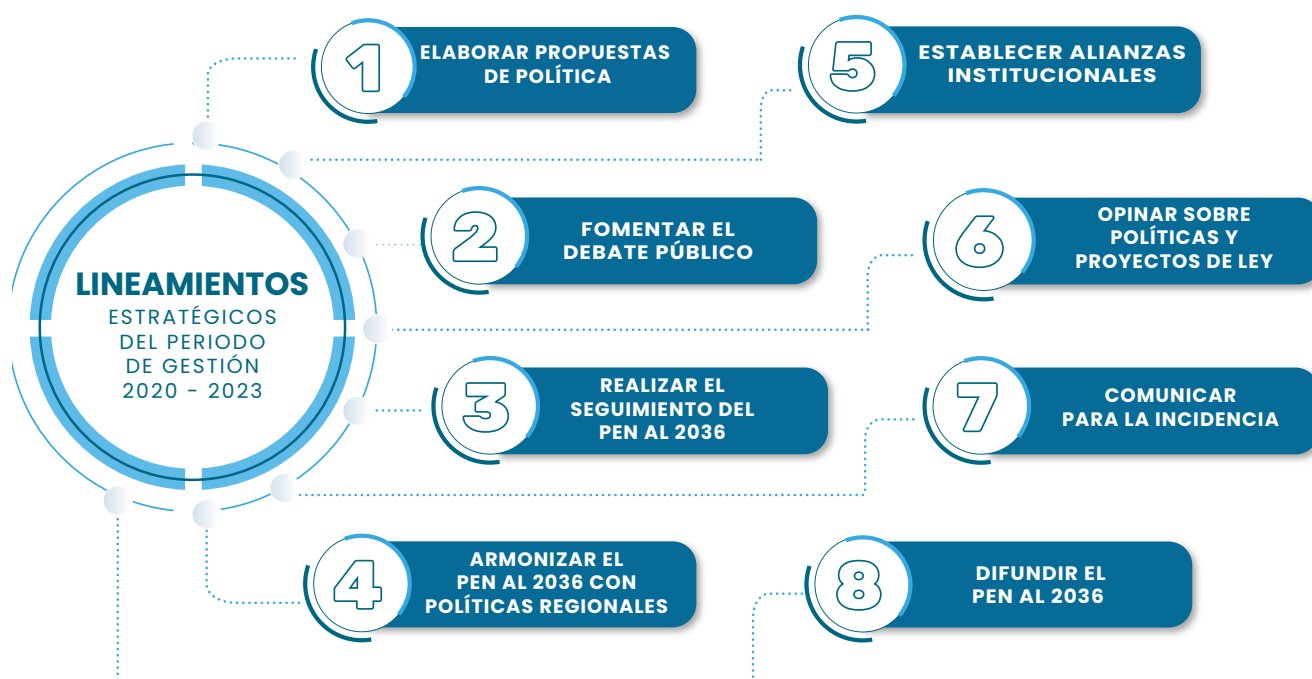 LINEAMIENTOS
ESTRATÉGICOS
DEL PERIODO
DE GESTIÓN
2020 - 2023
1
ELABORAR PROPUESTAS
DE POLÍTICA
2
FOMENTAR EL
DEBATE PÚBLICO
3
REALIZAR EL
SEGUIMIENTO DEL
PEN AL 2036
4
ARMONIZAR EL
PEN AL 2036 CON
POLÍTICAS REGIONALES
5
ESTABLECER ALIANZAS
INSTITUCIONALES
6
OPINAR SOBRE
POLÍTICAS Y
PROYECTOS DE LEY
7
COMUNICAR
PARA LA INCIDENCIA
8
DIFUNDIR EL
PEN AL 2036